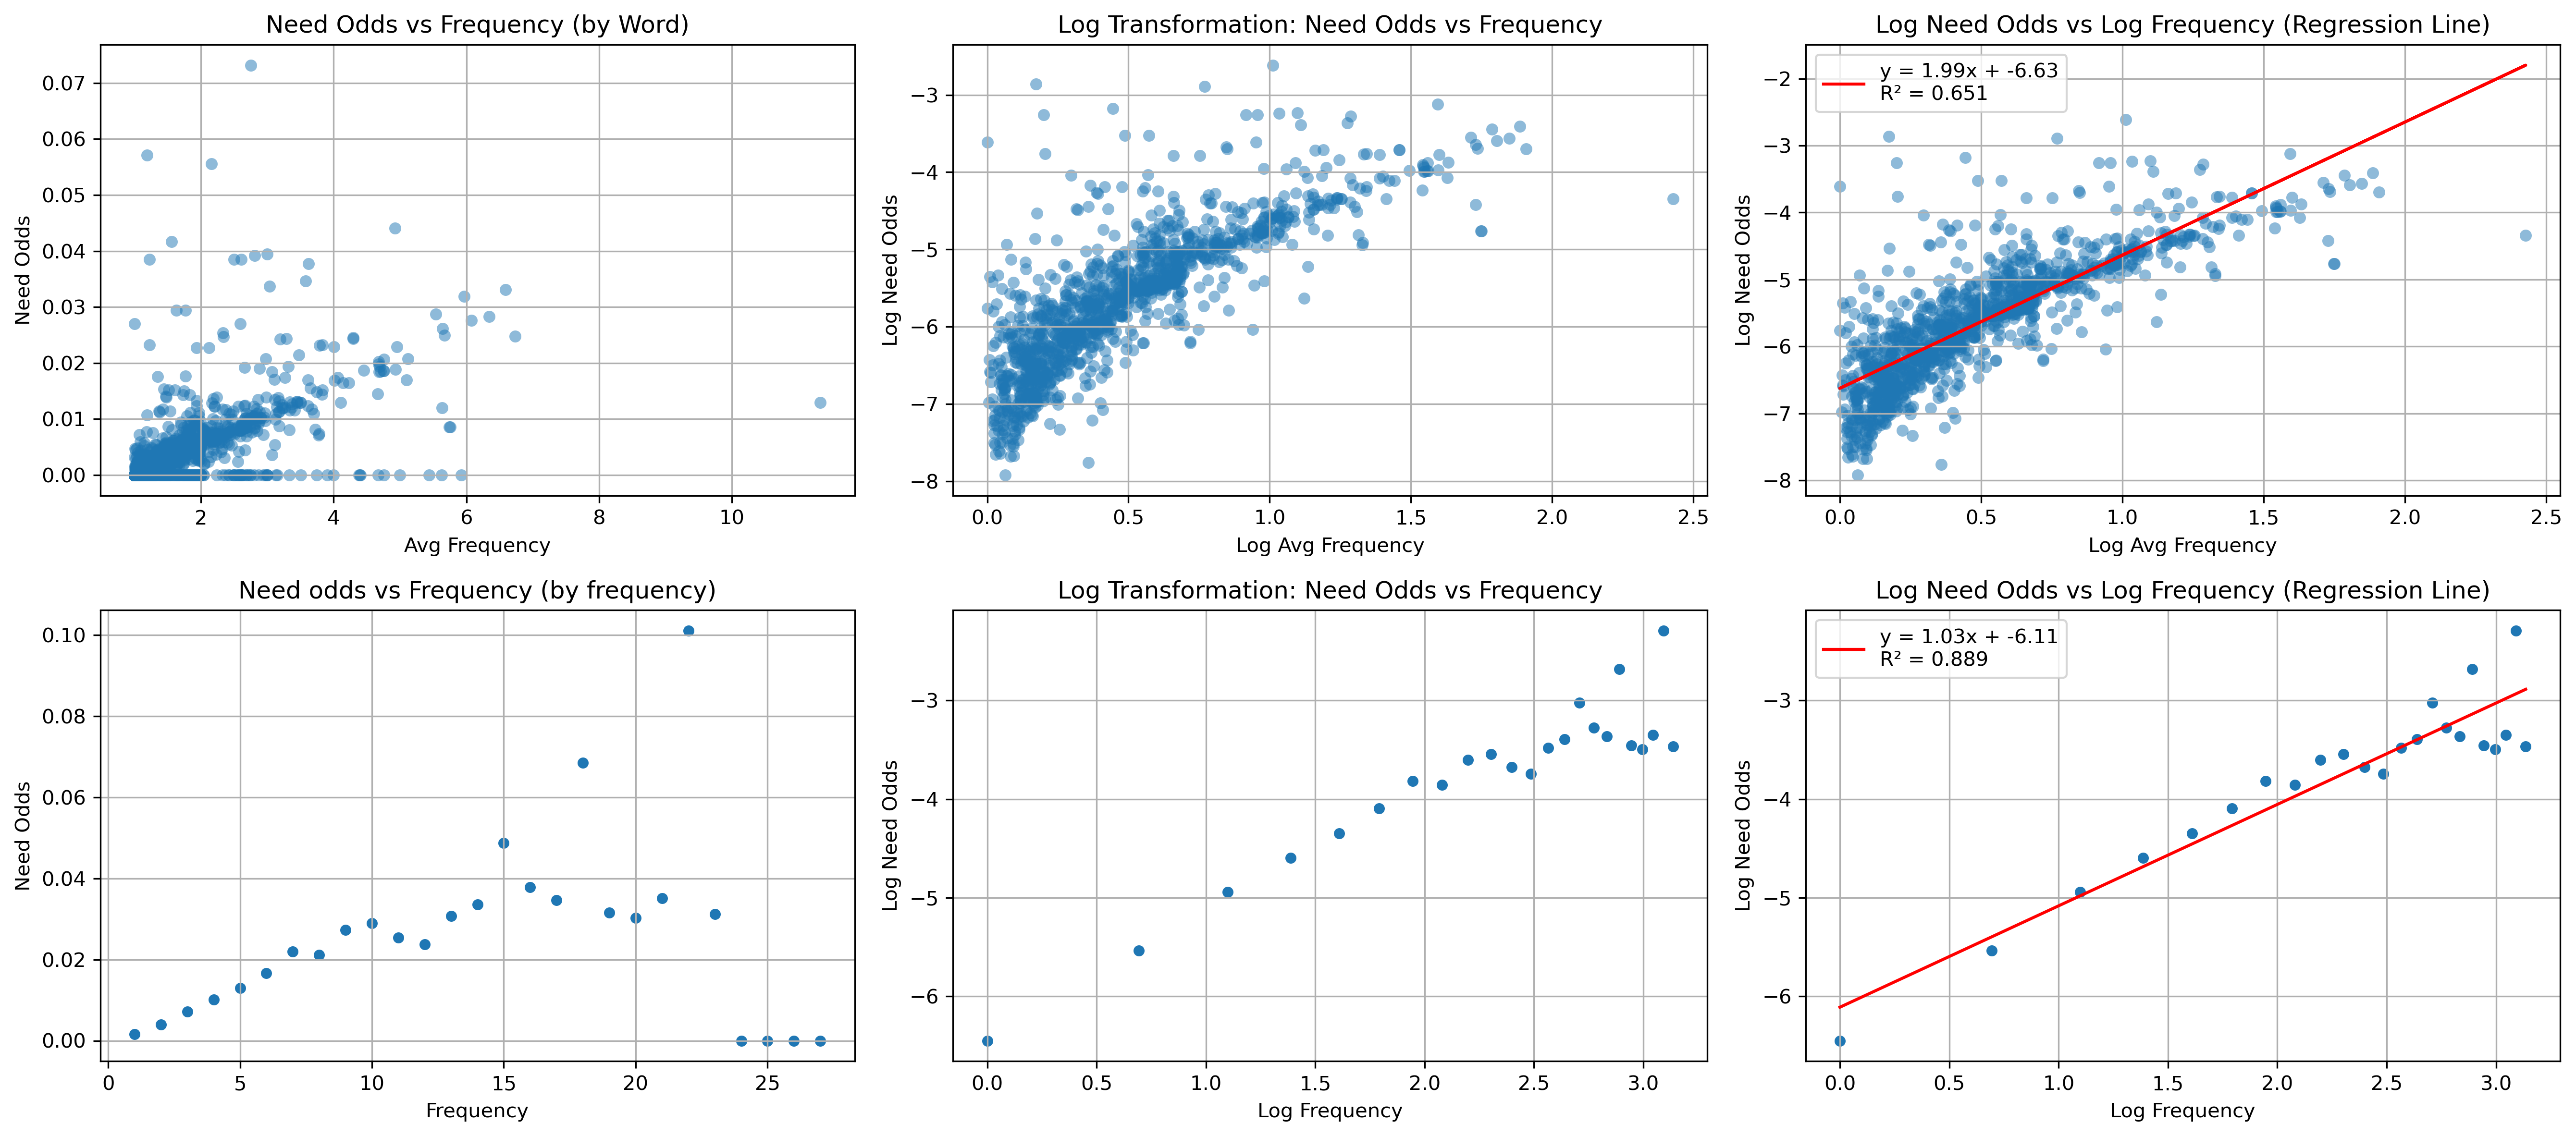 Need Odds vs Frequency (by Word)
Need Odds
0.07
0.06
0.05
0.04
0.03
0.02
0.01
0.00
2 4 6 8 10
Avg Frequency
Log Transformation: Need Odds vs Frequency
Log Need Odds
−3
−4
−5
−6
−7
−8
0.0 0.5 1.0 1.5 2.0 2.5
Log Avg Frequency
Log Need Odds vs Log Frequency (Regression Line)
y = 1.99x + -6.63
R² = 0.651
Log Need Odds
−2
−3
−4
−5
−6
−7
−8
0.0 0.5 1.0 1.5 2.0 2.5
Log Avg Frequency
Need odds vs Frequency (by frequency)
Need Odds
0.10
0.08
0.06
0.04
0.02
0.00
0 5 10 15 20 25
Frequency
Log Transformation: Need Odds vs Frequency
Log Need Odds
−3
−4
−5
−6
0.0 0.5 1.0 1.5 2.0 2.5 3.0
Log Frequency
Log Need Odds vs Log Frequency (Regression Line)
y = 1.03x + -6.11
R² = 0.889
Log Need Odds
−3
−4
−5
−6
0.0 0.5 1.0 1.5 2.0 2.5 3.0
Log Frequency